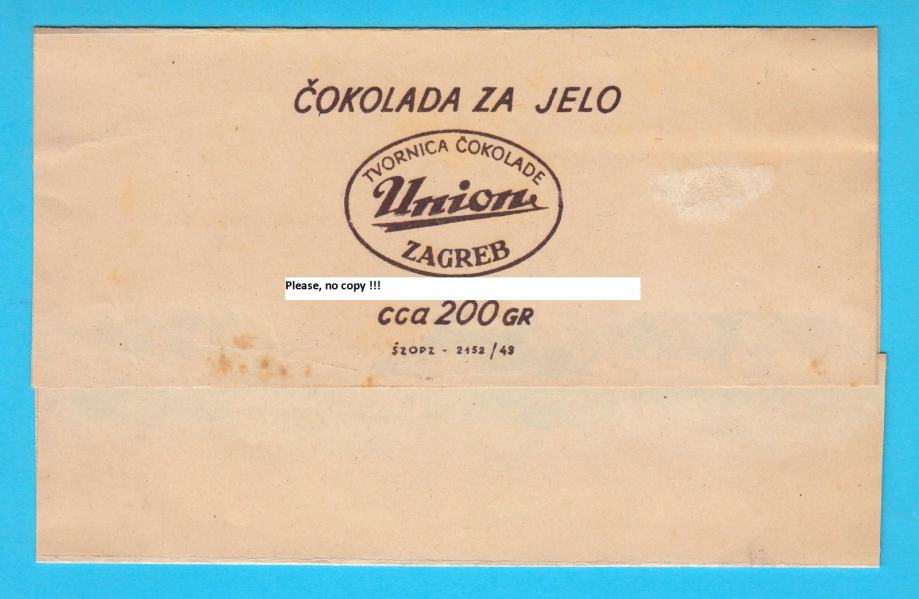 ČOKOLADA ZA JELO
TVORNICA ČOKOLADE
Union
ZAGREB
Please, no copy !!!
cca 200 GR
ŠZOPZ - 2152/49